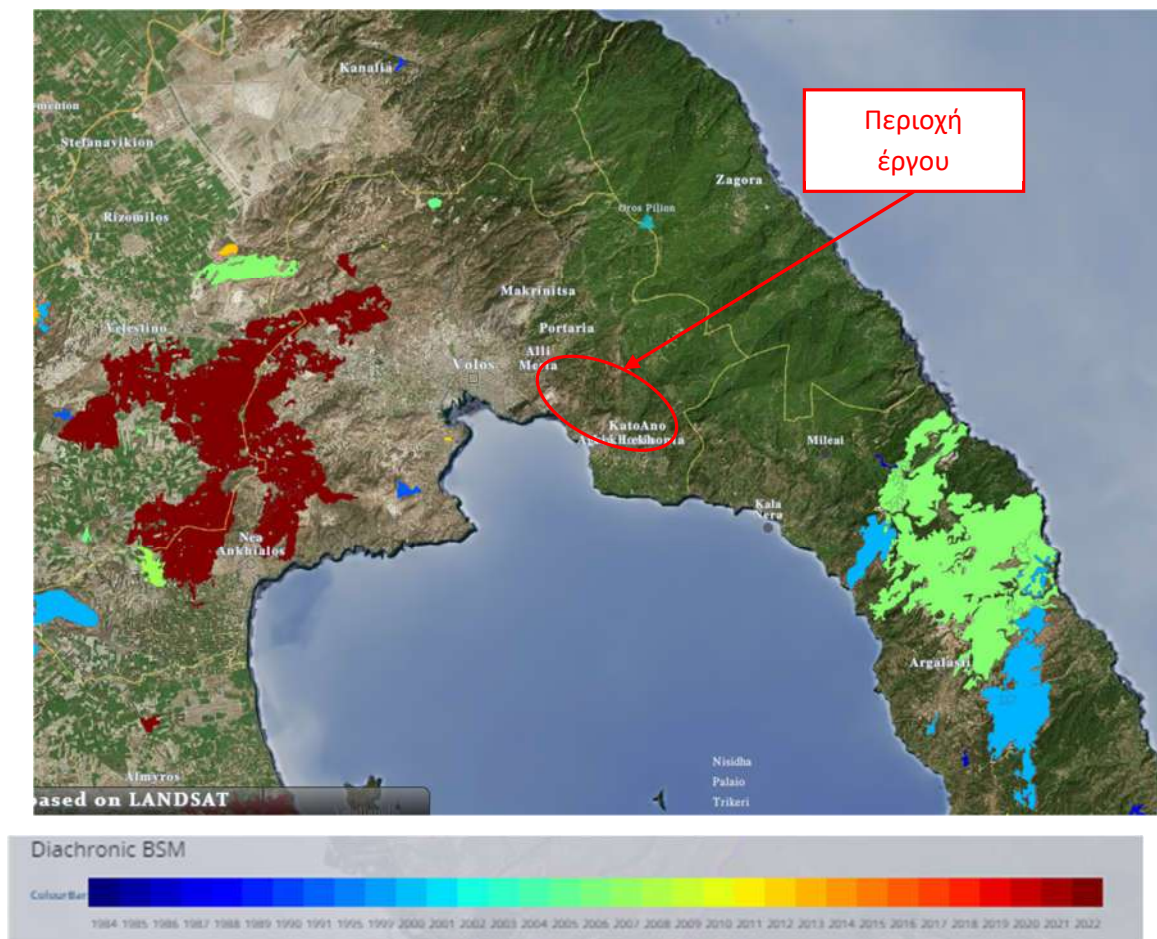 Kanalia
Περιοχή
έργου
menion
Stefanavikion
Zagora
Oros Pilion
Rizomilos
Makrinitsa
Velestino
Portaria
Alli
Meria
Volos
KatoAno
Mileai
Kala
Nera
Nea
Ankhialos
Argalasti
Nisidha
Palaio
Trikeri
Almyros
based on LANDSAT
Diachronic BSM
ColourBar
1984 1985 1986 1987 1988 1989 1990 1991 1995 1999 2000 2001 2002 2003 2004 2005 2006 2007 2008 2009 2010 2011 2012 2013 2014 2015 2016 2017 2018 2019 2020 2021 2022